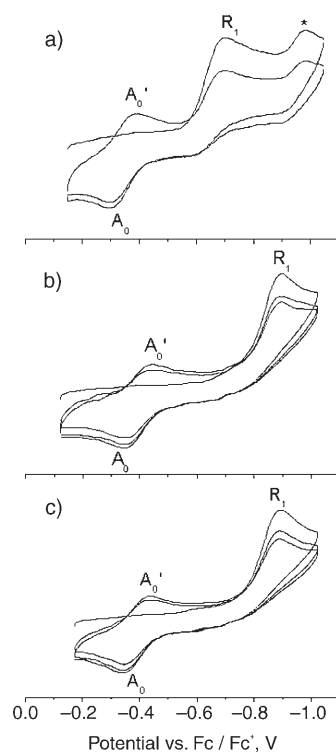 a)
R1
*
A0'
A0
b)
R1
A0'
A0
c)
R1
A0'
A0
0.0 −0.2 −0.4 −0.6 −0.8 −1.0
Potential vs. Fc / Fc+, V